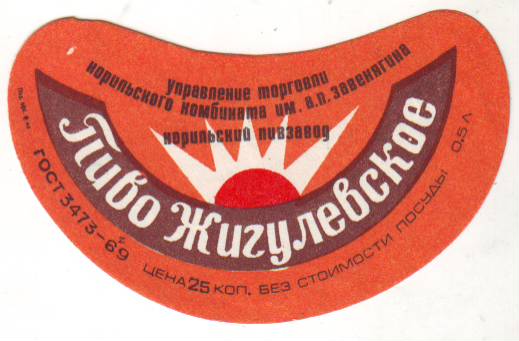 управление торговли
норильского комбината им. а.п. завенягина
норильский пивзавод
Пиво Жигулевское
ГОСТ 3473-69
ЦЕНА 25 КОП. БЕЗ СТОИМОСТИ ПОСУДЫ 0.5 Л